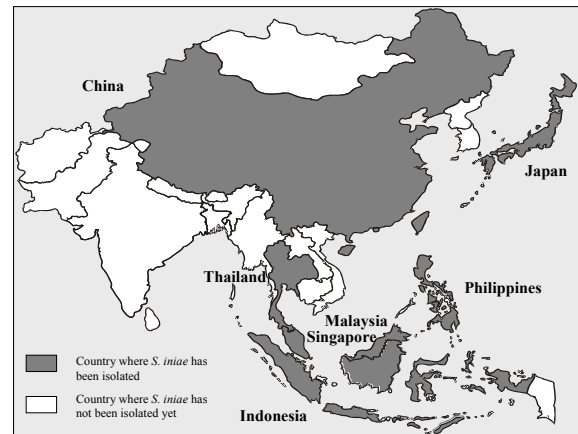 China
Japan
Thailand
Philippines
Malaysia
Singapore
Indonesia
Country where S. iniae has
been isolated
Country where S. iniae has
not been isolated yet